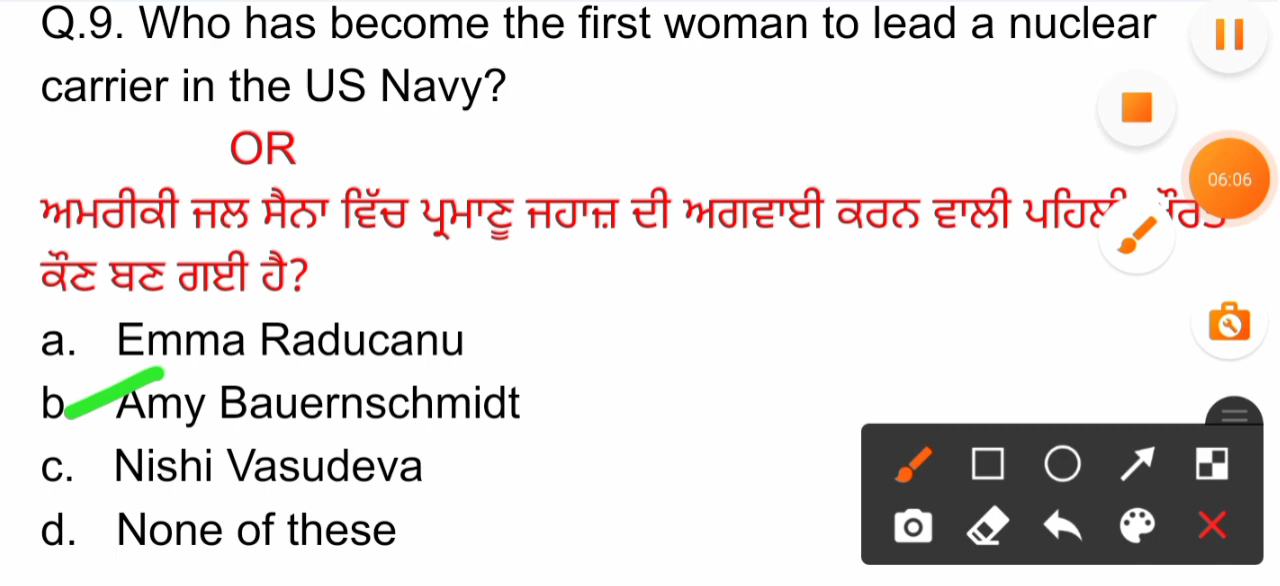 Q.9. Who has become the first woman to lead a nuclear
carrier in the US Navy?
OR
ਅਮਰੀਕੀ ਜਲ ਸੈਨਾ ਵਿੱਚ ਪ੍ਰਮਾਣੂ ਜਹਾਜ਼ ਦੀ ਅਗਵਾਈ ਕਰਨ ਵਾਲੀ
ਕੌਣ ਬਣ ਗਈ ਹੈ?
a. Emma Raducanu
b. Amy Bauernschmidt
c. Nishi Vasudeva
d. None of these
06:06